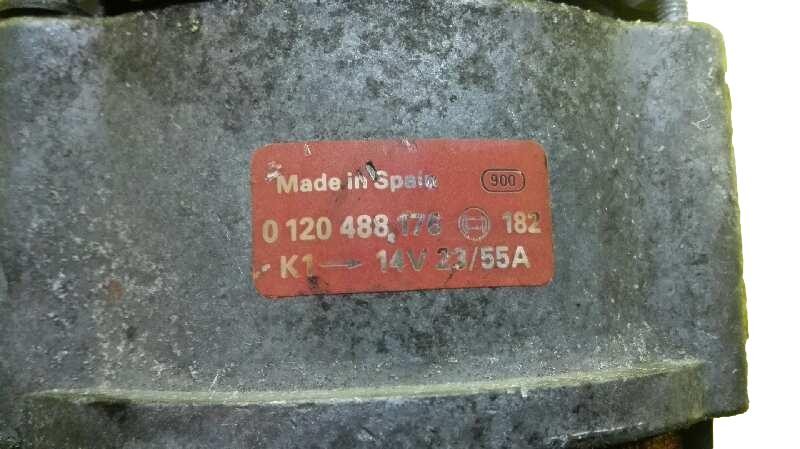 Made in Spain 900
0 120 488 176 182
K1 → 14V 23/55A